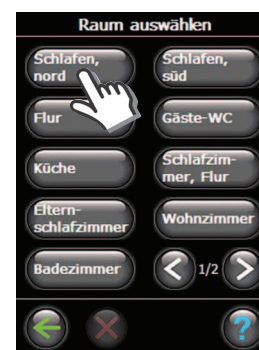 Raum auswählen
Schlafen,
nord
Schlafen,
süd
Flur
Gäste-WC
Küche
Schlafzim-
mer, Flur
Eltern-
schlafzimmer
Wohnzimmer
Badezimmer
< 1/2 >
?